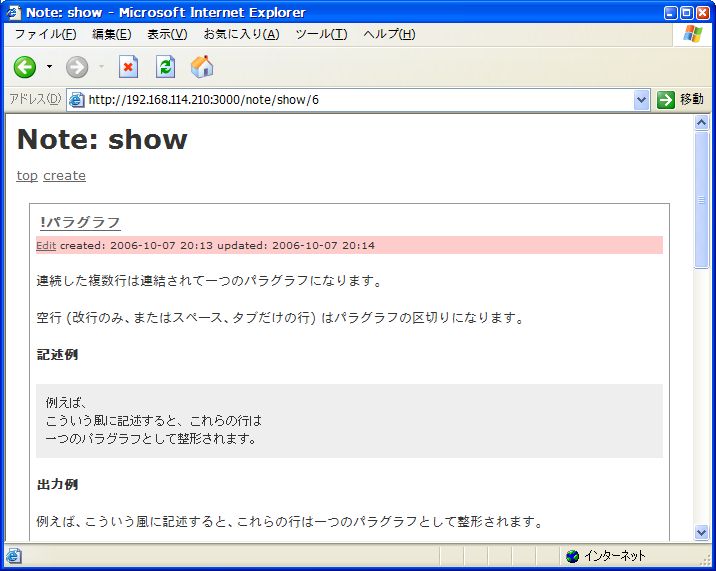 Note: show - Microsoft Internet Explorer
ファイル(F) 編集(E) 表示(V) お気に入り(A) ツール(T) ヘルプ(H)
アドレス(D) http://192.168.114.210:3000/note/show/6 移動
Note: show
top create
!パラグラフ
Edit created: 2006-10-07 20:13 updated: 2006-10-07 20:14
連続した複数行は連結されて一つのパラグラフになります。
空行 (改行のみ、またはスペース、タブだけの行) はパラグラフの区切りになります。
記述例
例えば、
こういう風に記述すると、これらの行は
一つのパラグラフとして整形されます。
出力例
例えば、こういう風に記述すると、これらの行は一つのパラグラフとして整形されます。
インターネット